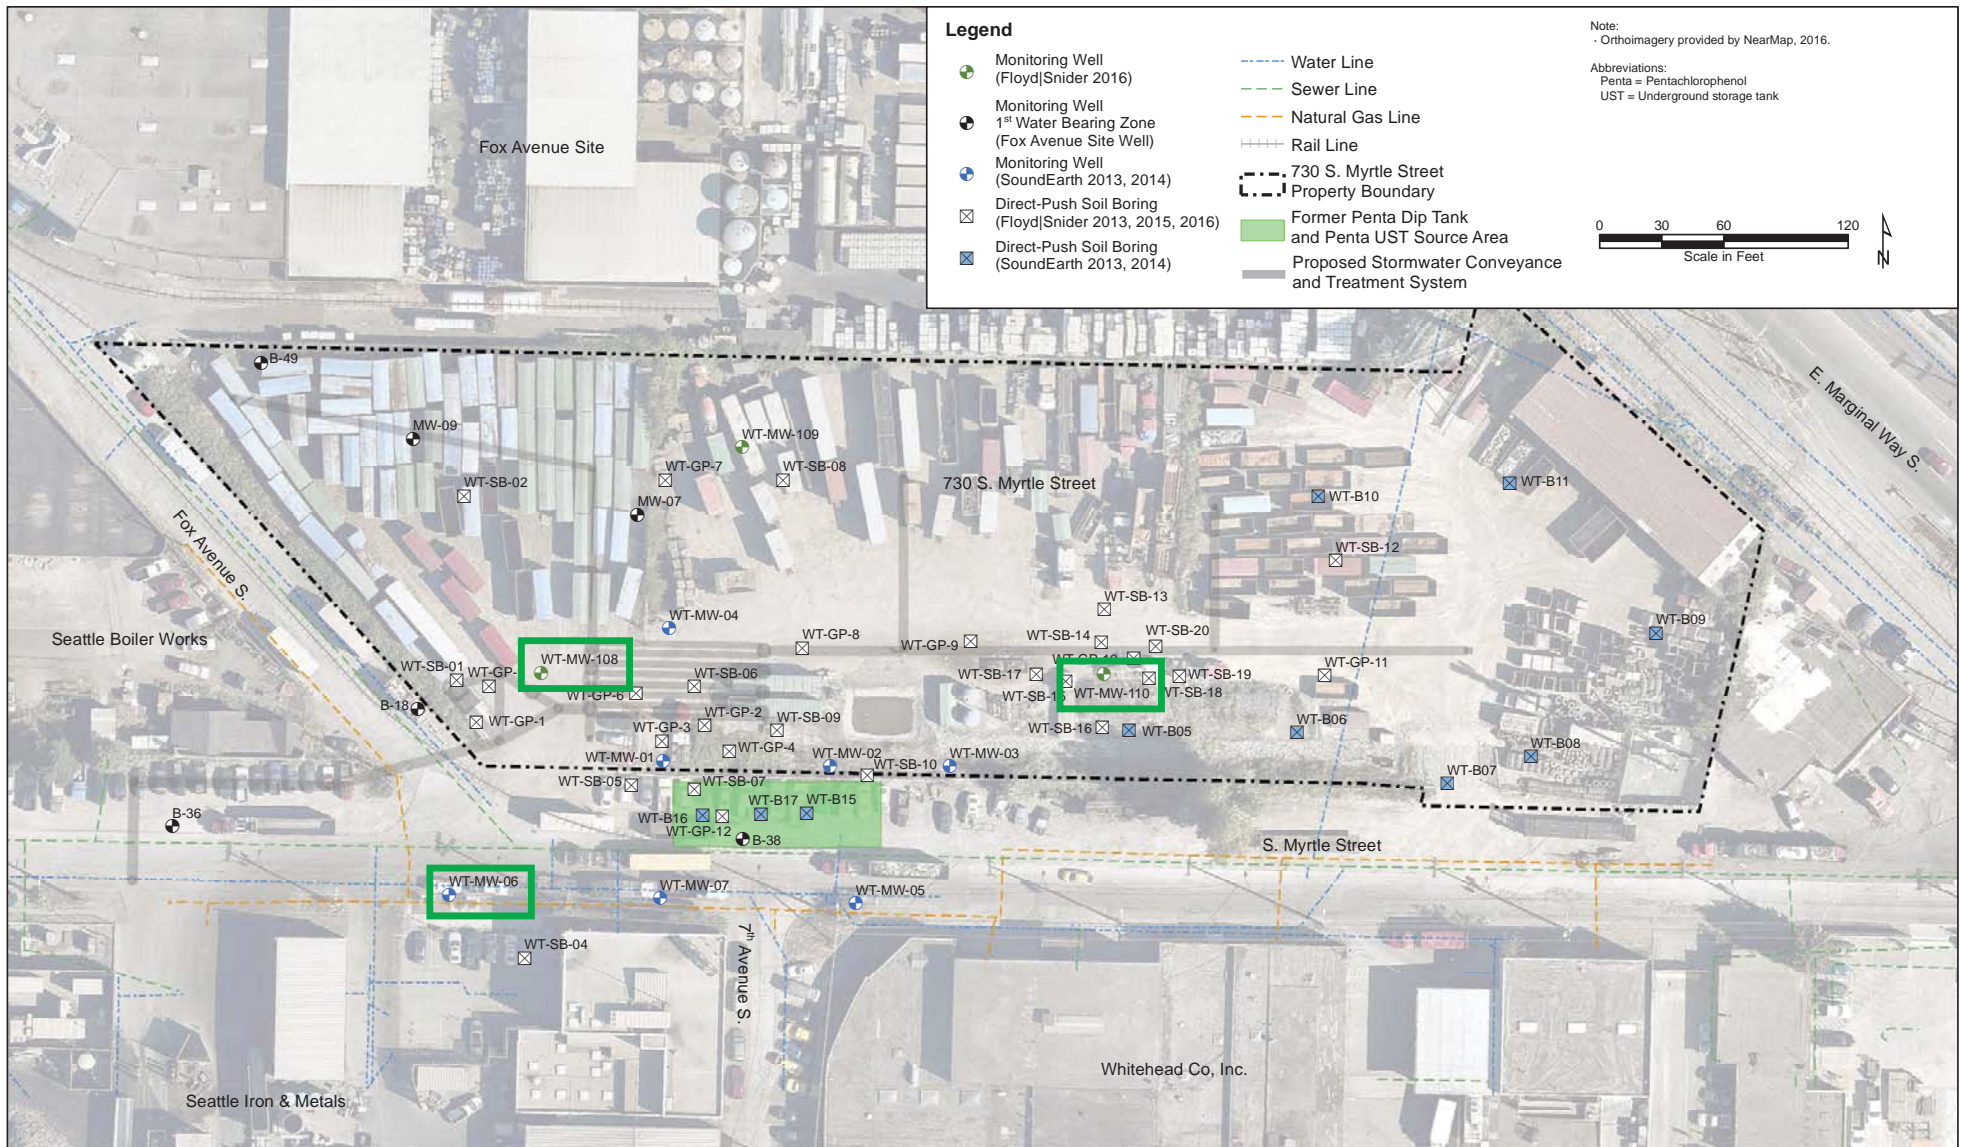 Legend
Monitoring Well
(Floyd|Snider 2016)
Monitoring Well
1st Water Bearing Zone
(Fox Avenue Site Well)
Monitoring Well
(SoundEarth 2013, 2014)
Direct-Push Soil Boring
(Floyd|Snider 2013, 2015, 2016)
Direct-Push Soil Boring
(SoundEarth 2013, 2014)
Water Line
Sewer Line
Natural Gas Line
Rail Line
730 S. Myrtle Street
Property Boundary
Former Penta Dip Tank
and Penta UST Source Area
Proposed Stormwater Conveyance
and Treatment System
Note:
· Orthoimagery provided by NearMap, 2016.
Abbreviations:
Penta = Pentachlorophenol
UST = Underground storage tank
0 30 60 120
Scale in Feet
N
Fox Avenue Site
B-49
E. Marginal Way S.
MW-09
WT-MW-109
WT-GP-7
WT-SB-08
WT-SB-02
730 S. Myrtle Street
WT-B11
WT-B10
MW-07
Fox Avenue S.
WT-SB-12
WT-SB-13
WT-MW-04
WT-B09
Seattle Boiler Works
WT-GP-8
WT-GP-9
WT-SB-14
WT-SB-20
WT-MW-108
WT-SB-01
WT-GP-
WT-SB-06
WT-SB-17
WT-SB-19
WT-GP-11
WT-GP-6
WT-MW-110
WT-SB-18
B-18
WT-GP-1
WT-GP-2
WT-SB-09
WT-SB-16
WT-B05
WT-B06
WT-GP-3
WT-GP-4
WT-MW-01
WT-MW-02
WT-MW-03
WT-B08
WT-SB-10
WT-B07
WT-SB-05
WT-SB-07
WT-B17
WT-B15
WT-B16
B-36
WT-GP-12
B-38
S. Myrtle Street
WT-MW-06
WT-MW-07
WT-MW-05
WT-SB-04
7th Avenue S.
Whitehead Co, Inc.
Seattle Iron & Metals